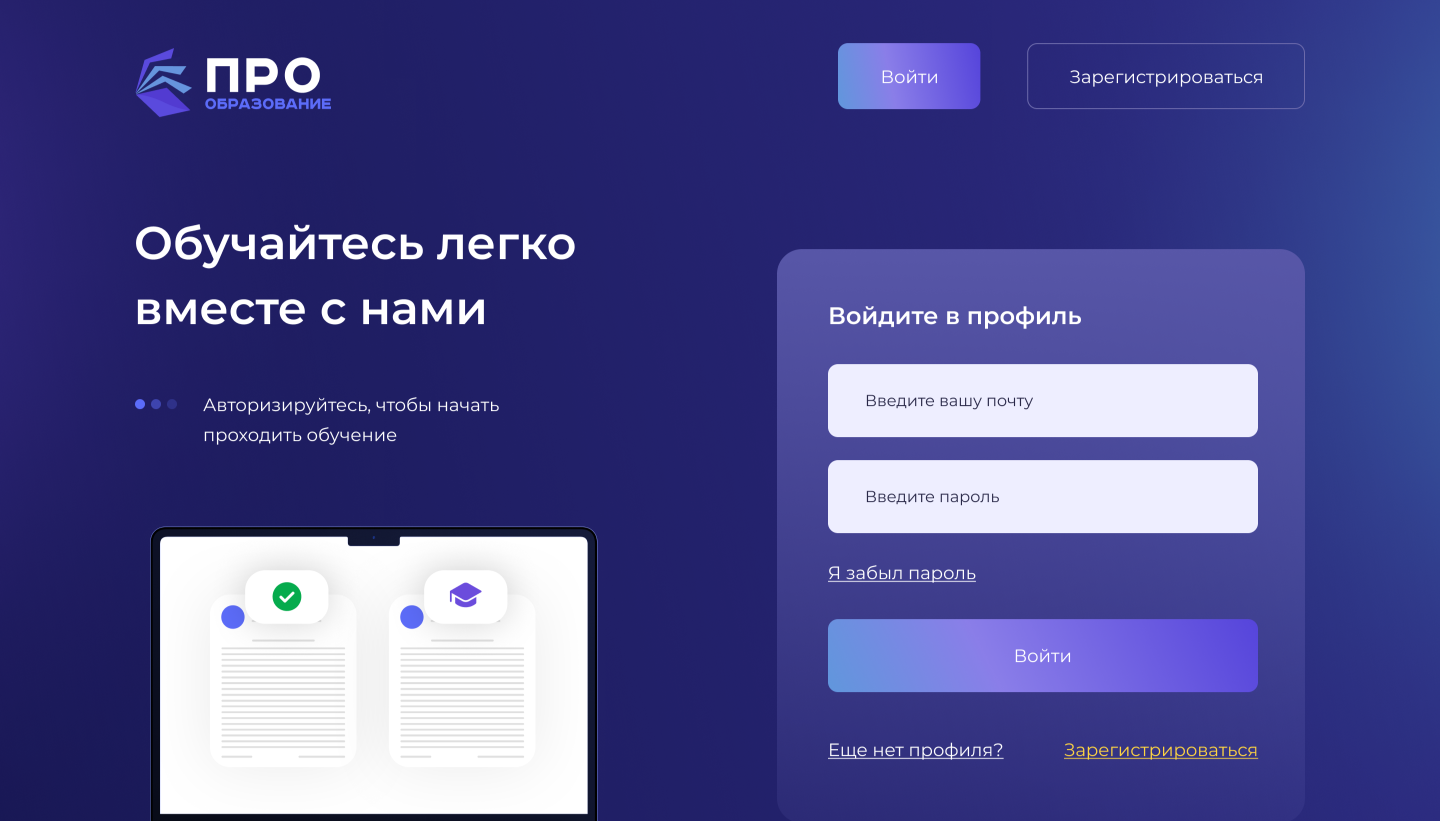 ПРО
ОБРАЗОВАНИЕ
Войти
Зарегистрироваться
Обучайтесь легко
вместе с нами
Авторизируйтесь, чтобы начать
проходить обучение
Войдите в профиль
Введите вашу почту
Введите пароль
Я забыл пароль
Войти
Еще нет профиля?
Зарегистрироваться